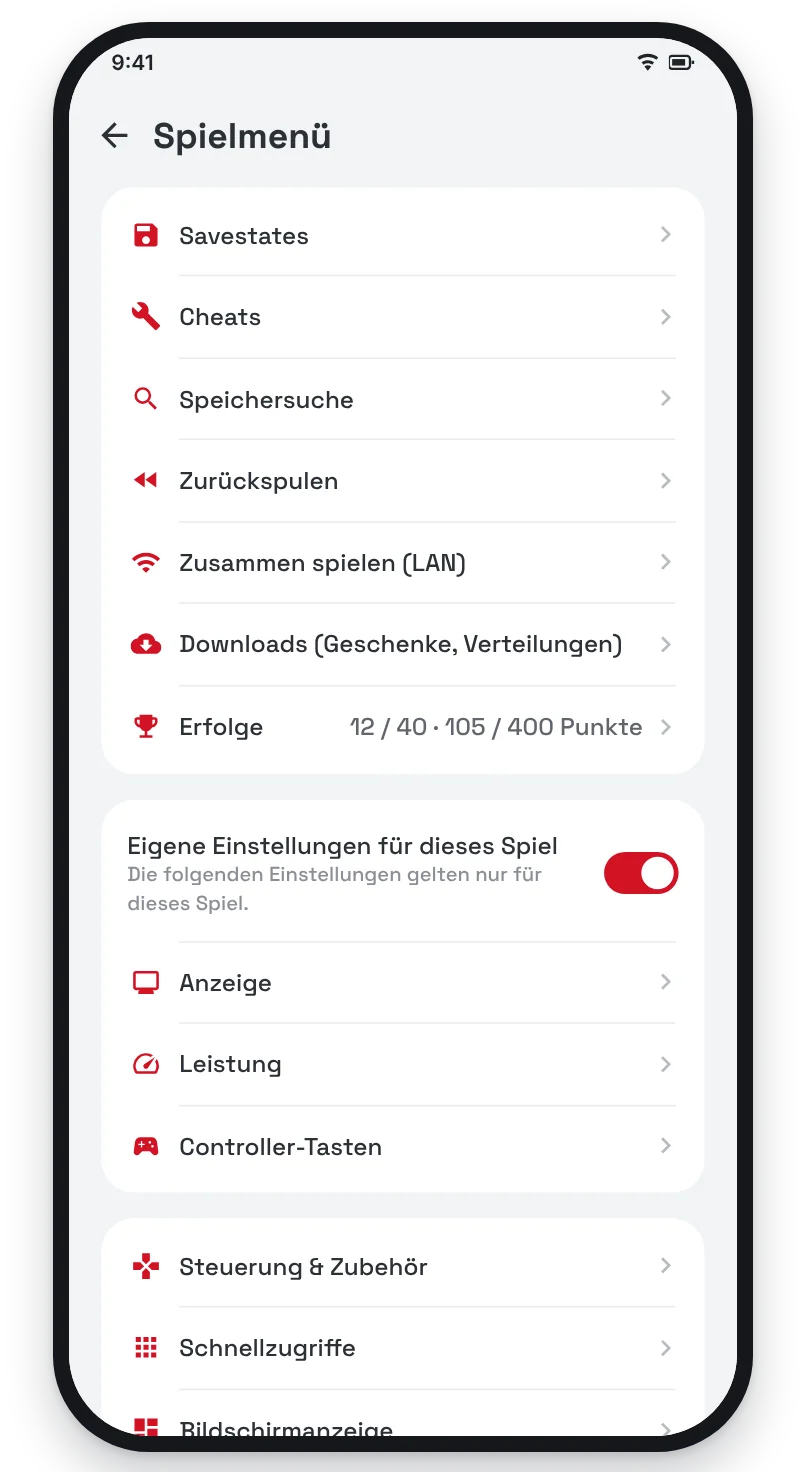 9:41
Spielmenü
Savestates
Cheats
Speichersuche
Zurückspulen
Zusammen spielen (LAN)
Downloads (Geschenke, Verteilungen)
Erfolge 12 / 40 · 105 / 400 Punkte
Eigene Einstellungen für dieses Spiel
Die folgenden Einstellungen gelten nur für
dieses Spiel.
Anzeige
Leistung
Controller-Tasten
Steuerung & Zubehör
Schnellzugriffe
Bildschirmanzeige